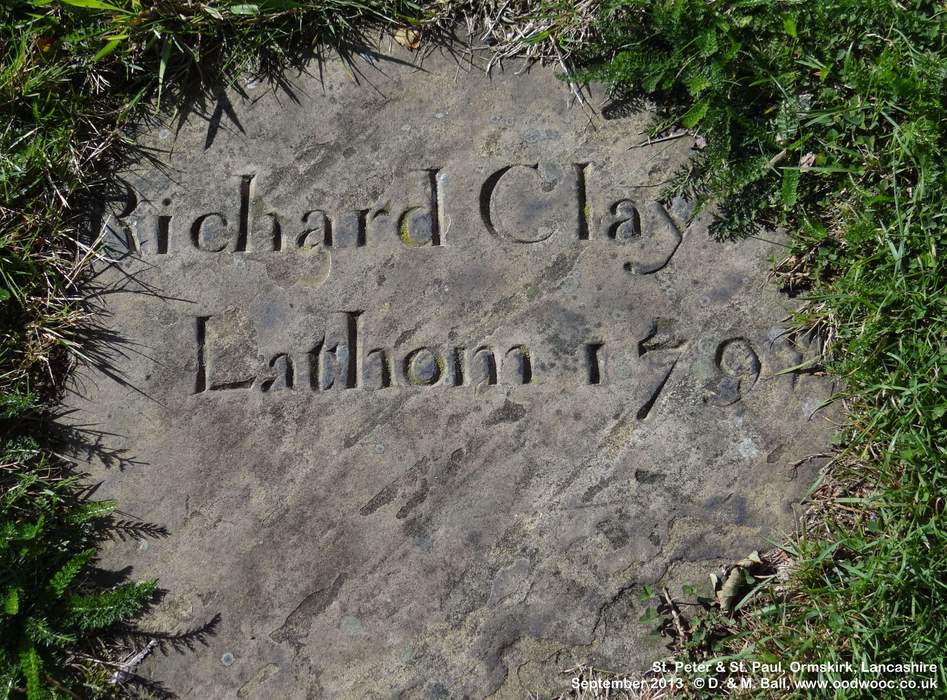 Richard Clay
Lathom
St. Peter & St. Paul, Ormskirk, Lancashire
September 2013. © D. & M. Ball, www.oodwooc.co.uk